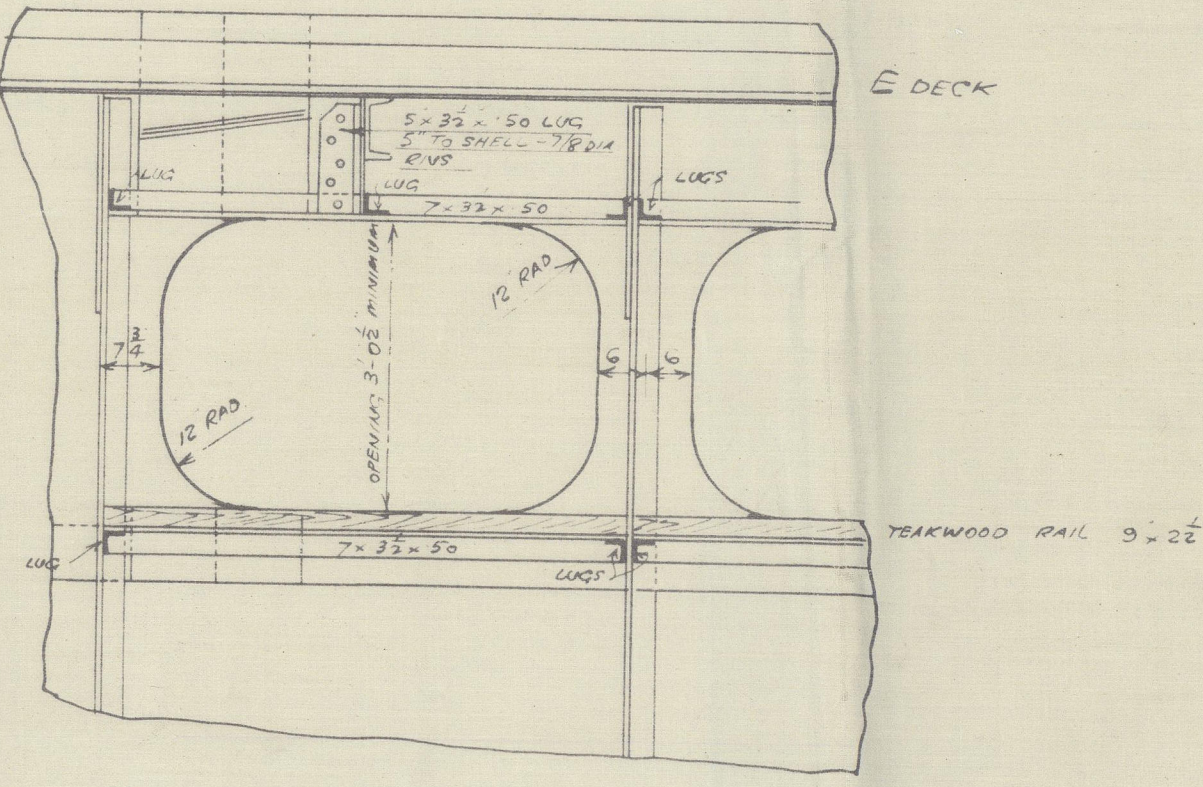 E DECK
5 x 3½ x .50 LUG
5" TO SHELL - 7/8 DIA
RIVS
LUG
LUG
LUGS
7 x 3½ x .50
12 RAD
OPENING 3'-0½" MINIMUM
7 3/4
6
6
12 RAD
TEAKWOOD RAIL 9 x 2½
7 x 3½ x .50
LUG
LUGS